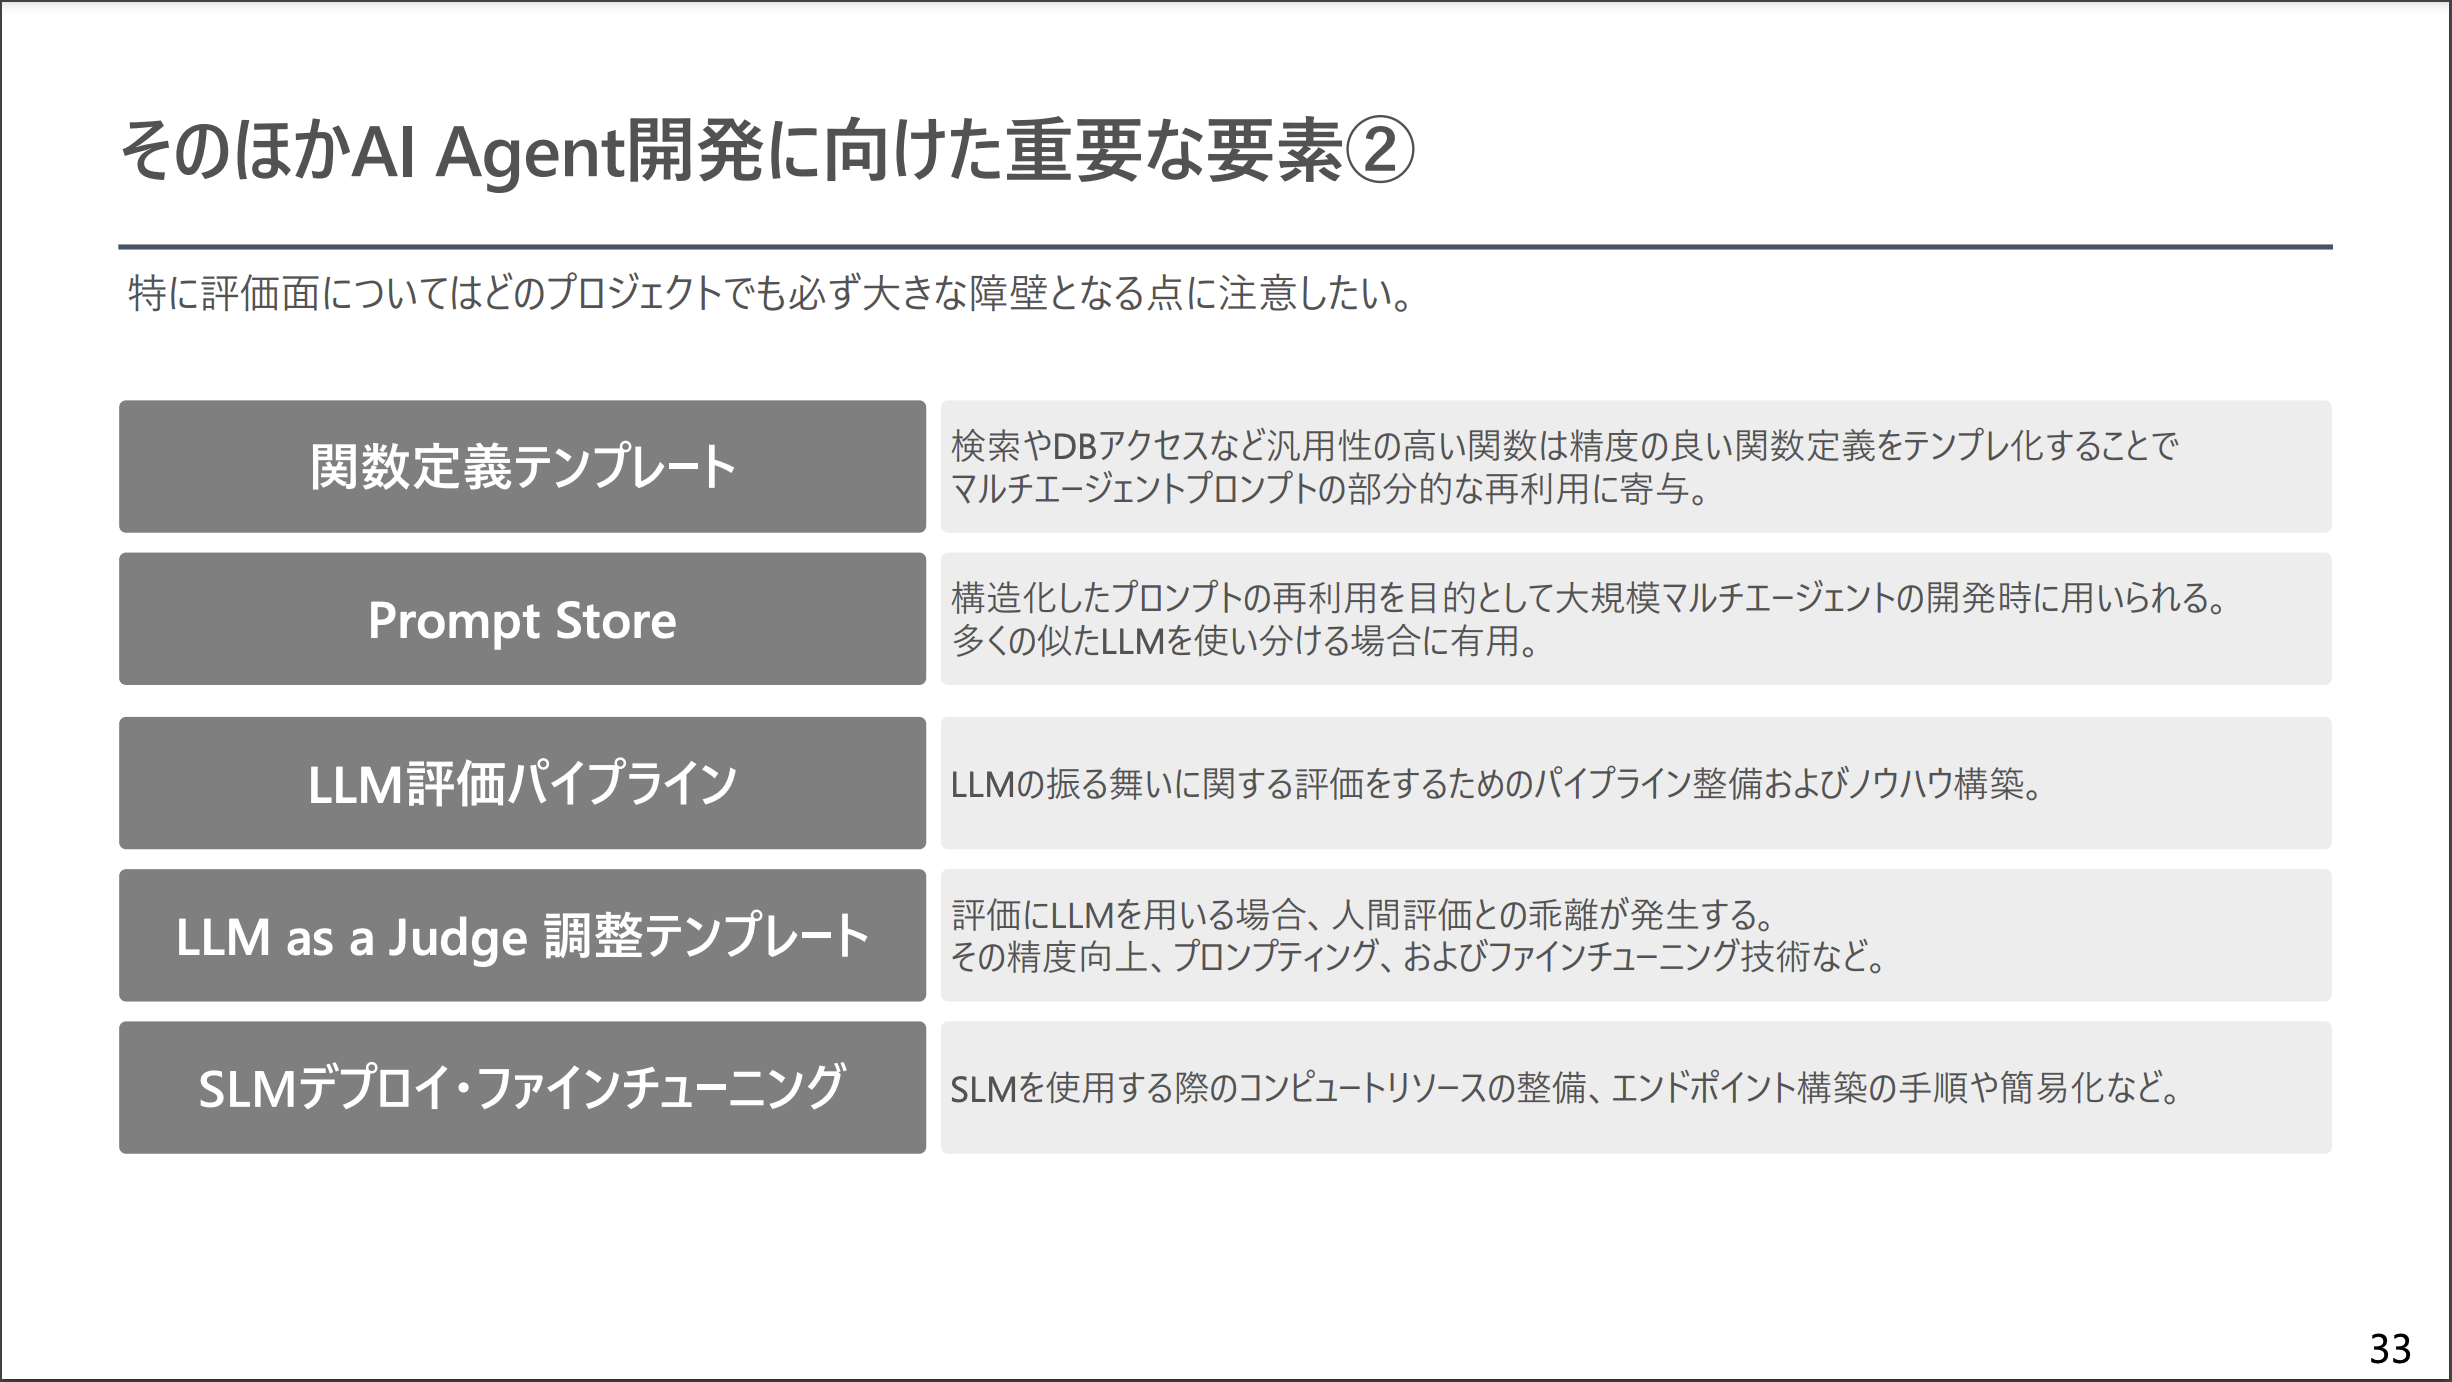 そのほかAI Agent開発に向けた重要な要素②
特に評価面についてはどのプロジェクトでも必ず大きな障壁となる点に注意したい。
関数定義テンプレート
検索やDBアクセスなど汎用性の高い関数は精度の良い関数定義をテンプレ化することで
マルチエージェントプロンプトの部分的な再利用に寄与。
Prompt Store
構造化したプロンプトの再利用を目的として大規模マルチエージェントの開発時に用いられる。
多くの似たLLMを使い分ける場合に有用。
LLM評価パイプライン
LLMの振る舞いに関する評価をするためのパイプライン整備およびノウハウ構築。
LLM as a Judge 調整テンプレート
評価にLLMを用いる場合、人間評価との乖離が発生する。
その精度向上、プロンプティング、およびファインチューニング技術など。
SLMデプロイ・ファインチューニング
SLMを使用する際のコンピュートリソースの整備、エンドポイント構築の手順や簡易化など。
33